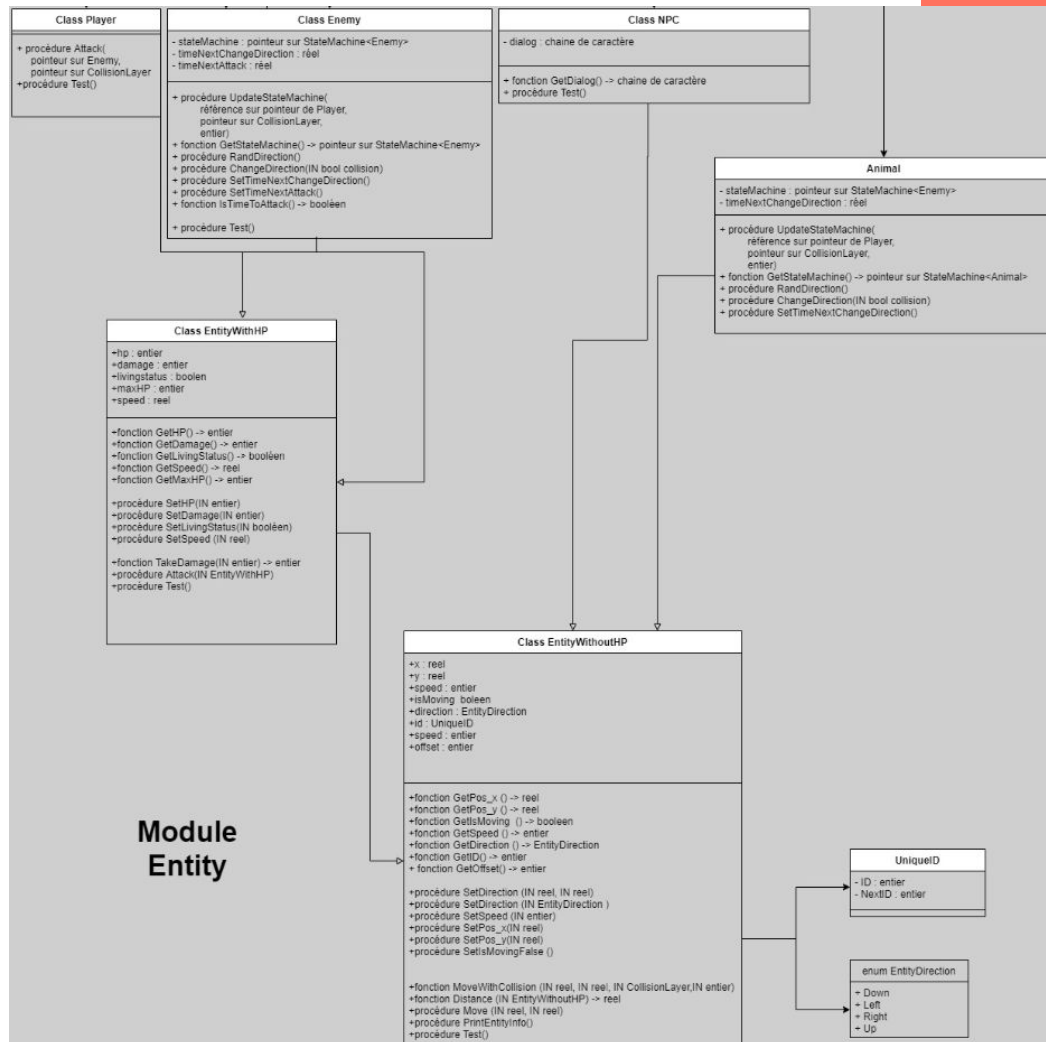 Class Player
+ procédure Attack(
pointeur sur Enemy,
pointeur sur CollisionLayer
+procédure Test()
Class Enemy
- stateMachine : pointeur sur StateMachine<Enemy>
- timeNextChangeDirection : réel
- timeNextAttack : réel
+ procédure UpdateStateMachine(
référence sur pointeur de Player,
pointeur sur CollisionLayer,
entier)
+ fonction GetStateMachine() -> pointeur sur StateMachine<Enemy>
+ procédure RandDirection()
+ procédure ChangeDirection(IN bool collision)
+ procédure SetTimeNextChangeDirection()
+ procédure SetTimeNextAttack()
+ fonction IsTimeToAttack() -> booléen
+ procédure Test()
Class NPC
- dialog : chaine de caractère
+ fonction GetDialog() -> chaine de caractère
+ procédure Test()
Animal
- stateMachine : pointeur sur StateMachine<Enemy>
- timeNextChangeDirection : réel
+ procédure UpdateStateMachine(
référence sur pointeur de Player,
pointeur sur CollisionLayer,
entier)
+ fonction GetStateMachine() -> pointeur sur StateMachine<Animal>
+ procédure RandDirection()
+ procédure ChangeDirection(IN bool collision)
+ procédure SetTimeNextChangeDirection()
Class EntityWithHP
+hp : entier
+damage : entier
+livingstatus : boolen
+maxHP : entier
+speed : reel
+fonction GetHP() -> entier
+fonction GetDamage() -> entier
+fonction GetLivingStatus() -> booléen
+fonction GetSpeed() -> reel
+fonction GetMaxHP() -> entier
+procédure SetHP(IN entier)
+procédure SetDamage(IN entier)
+procédure SetLivingStatus(IN booléen)
+procédure SetSpeed (IN reel)
+fonction TakeDamage(IN entier) -> entier
+procédure Attack(IN EntityWithHP)
+procédure Test()
Class EntityWithoutHP
+x : reel
+y : reel
+speed : entier
+isMoving boleen
+direction : EntityDirection
+id : UniqueID
+speed : entier
+offset : entier
+fonction GetPos_x () -> reel
+fonction GetPos_y () -> reel
+fonction GetIsMoving () -> booleen
+fonction GetSpeed () -> entier
+fonction GetDirection () -> EntityDirection
+fonction GetID() -> entier
+ fonction GetOffset() -> entier
+procédure SetDirection (IN reel, IN reel)
+procédure SetDirection (IN EntityDirection )
+procédure SetSpeed (IN entier)
+procédure SetPos_x(IN reel)
+procédure SetPos_y(IN reel)
+procédure SetIsMovingFalse ()
+fonction MoveWithCollision (IN reel, IN reel, IN CollisionLayer,IN entier)
+fonction Distance (IN EntityWithoutHP) -> reel
+procédure Move (IN reel, IN reel)
+procédure PrintEntityInfo()
+procédure Test()
Module
Entity
UniqueID
- ID : entier
- NextID : entier
enum EntityDirection
+ Down
+ Left
+ Right
+ Up